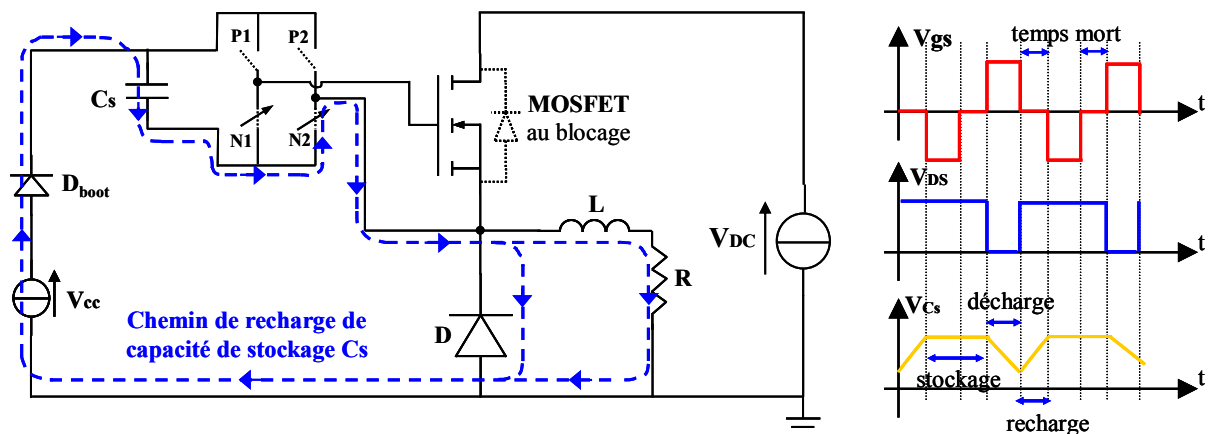 P1
P2
Cs
N1
N2
MOSFET
au blocage
Dboot
L
VDC
R
Vcc
Chemin de recharge de
capacité de stockage Cs
D
Vgs
temps mort
t
VDS
t
VCs
décharge
t
stockage
recharge